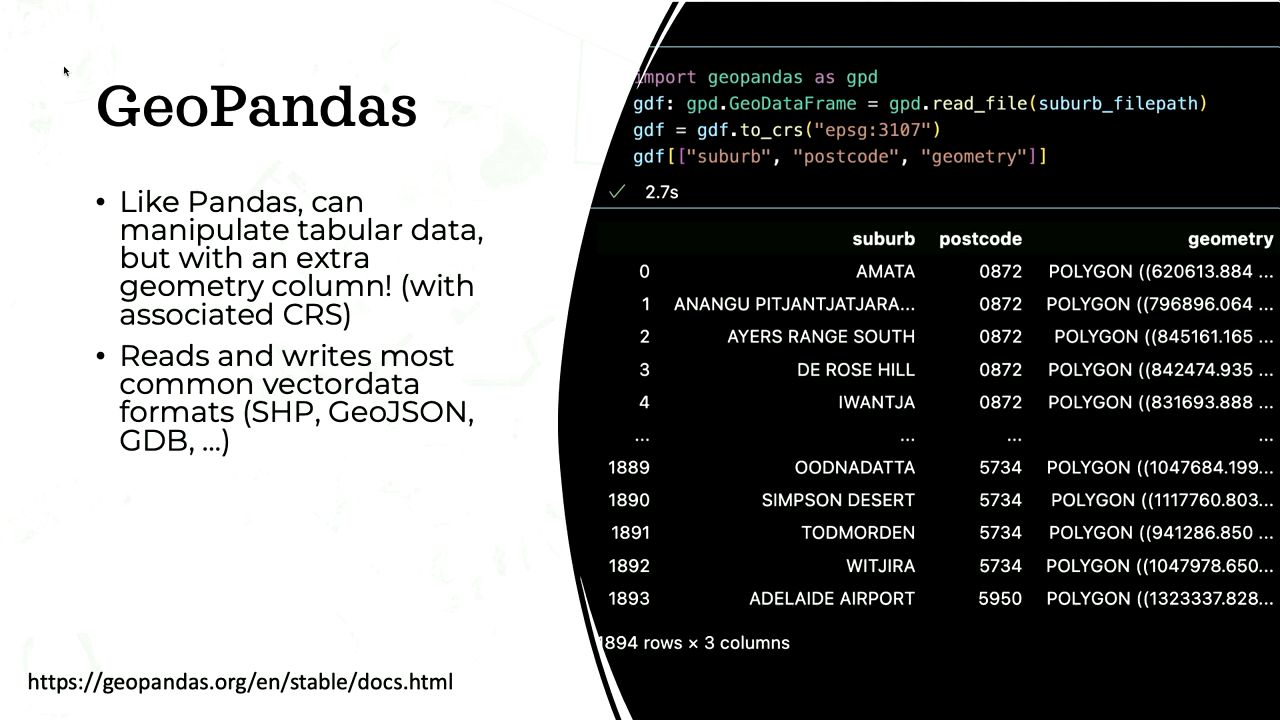 GeoPandas
• Like Pandas, can
manipulate tabular data,
but with an extra
geometry column! (with
associated CRS)
• Reads and writes most
common vectordata
formats (SHP, GeoJSON,
GDB, ...)
https://geopandas.org/en/stable/docs.html
import geopandas as gpd
gdf: gpd.GeoDataFrame = gpd.read_file(suburb_filepath)
gdf = gdf.to_crs("epsg:3107")
gdf[["suburb", "postcode", "geometry"]]
✓ 2.7s
suburb postcode geometry
0 AMATA 0872 POLYGON ((620613.884 ...
1 ANANGU PITJANTJATJARA... 0872 POLYGON ((796896.064 ...
2 AYERS RANGE SOUTH 0872 POLYGON ((845161.165 ...
3 DE ROSE HILL 0872 POLYGON ((842474.935 ...
4 IWANTJA 0872 POLYGON ((831693.888 ...
... ... ... ...
1889 OODNADATTA 5734 POLYGON ((1047684.199...
1890 SIMPSON DESERT 5734 POLYGON ((1117760.803...
1891 TODMORDEN 5734 POLYGON ((941286.850 ...
1892 WITJIRA 5734 POLYGON ((1047978.650...
1893 ADELAIDE AIRPORT 5950 POLYGON ((1323337.828...
1894 rows × 3 columns